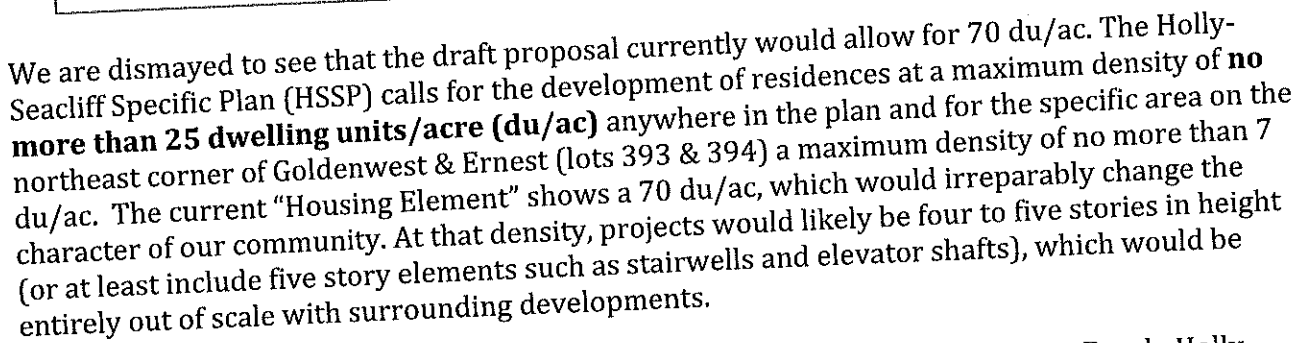 We are dismayed to see that the draft proposal currently would allow for 70 du/ac. The Holly-
Seacliff Specific Plan (HSSP) calls for the development of residences at a maximum density of no
more than 25 dwelling units/acre (du/ac) anywhere in the plan and for the specific area on the
northeast corner of Goldenwest & Ernest (lots 393 & 394) a maximum density of no more than 7
du/ac. The current “Housing Element” shows a 70 du/ac, which would irreparably change the
character of our community. At that density, projects would likely be four to five stories in height
(or at least include five story elements such as stairwells and elevator shafts), which would be
entirely out of scale with surrounding developments.